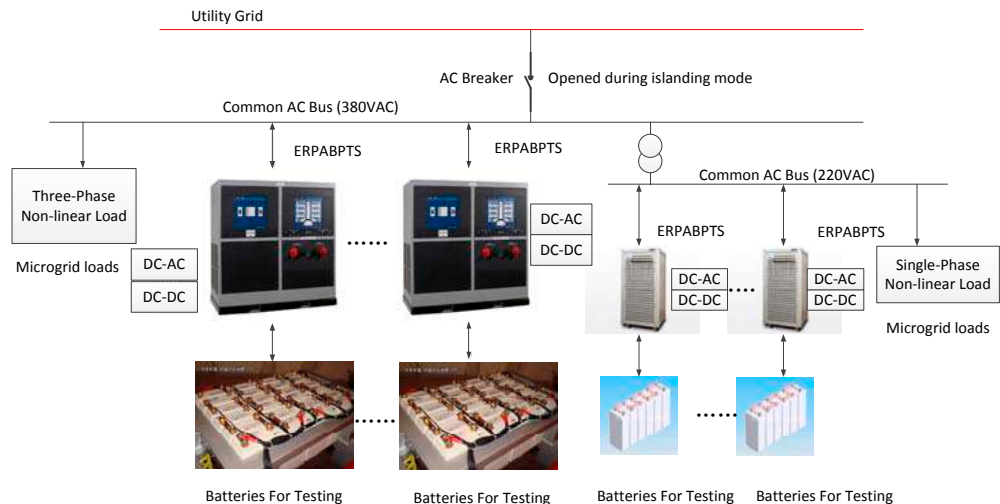 Utility Grid
AC Breaker
Opened during islanding mode
Common AC Bus (380VAC)
ERPABPTS
ERPABPTS
Three-Phase
Non-linear Load
Common AC Bus (220VAC)
ERPABPTS
ERPABPTS
Microgrid loads
DC-AC
DC-DC
DC-AC
DC-DC
DC-AC
DC-DC
DC-AC
DC-DC
Single-Phase
Non-linear Load
Microgrid loads
Batteries For Testing
Batteries For Testing
Batteries For Testing
Batteries For Testing